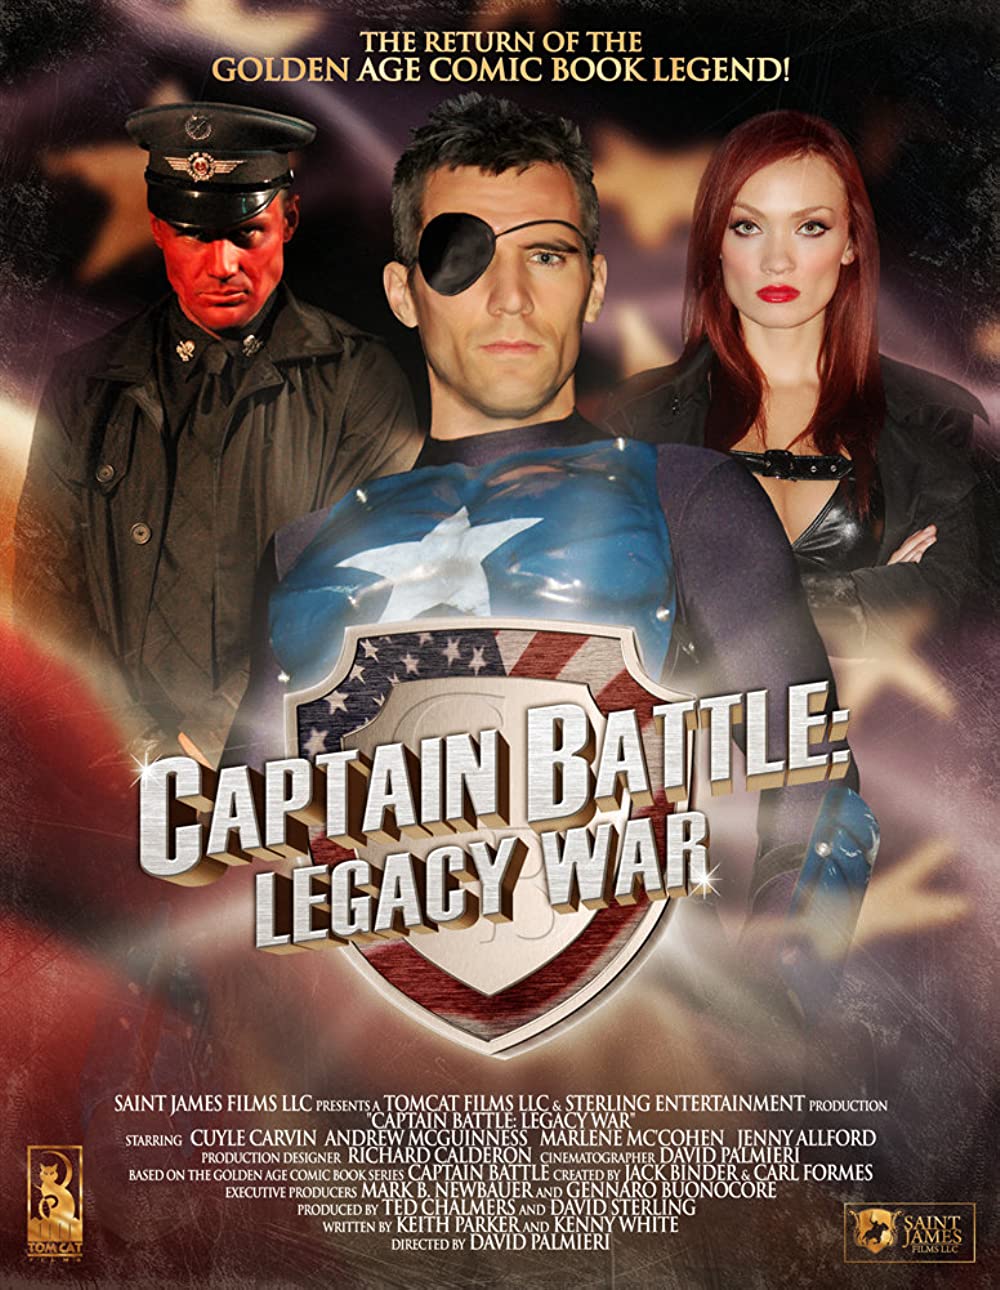 THE RETURN OF THE
GOLDEN AGE COMIC BOOK LEGEND!
CAPTAIN BATTLE:
LEGACY WAR
SAINT JAMES FILMS LLC PRESENTS A TOMCAT FILMS LLC & STERLING ENTERTAINMENT PRODUCTION
"CAPTAIN BATTLE: LEGACY WAR"
STARRING CUYLE CARVIN ANDREW MCGUINNESS MARLENE MC'COHEN JENNY ALLFORD
PRODUCTION DESIGNER RICHARD CALDERON CINEMATOGRAPHER DAVID PALMIERI
BASED ON THE GOLDEN AGE COMIC BOOK SERIES CAPTAIN BATTLE CREATED BY JACK BINDER & CARL FORMES
EXECUTIVE PRODUCERS MARK B. NEWBAUER AND GENNARO BUONOCORE
PRODUCED BY TED CHALMERS AND DAVID STERLING
WRITTEN BY KEITH PARKER AND KENNY WHITE
DIRECTED BY DAVID PALMIERI
TOM CAT
FILMS
SAINT
JAMES
FILMS LLC